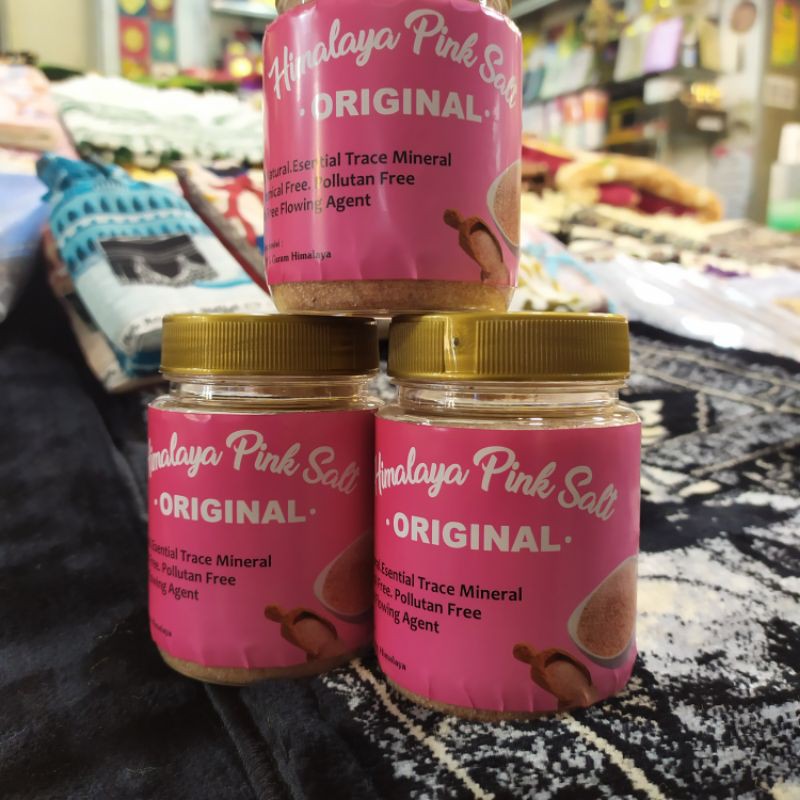 Himalaya Pink Salt
·ORIGINAL·
Esential Trace Mineral
Free. Pollutan Free
Free Flowing Agent
Garam Himalaya
Himalaya Pink Salt
·ORIGINAL·
Esential Trace Mineral
Free. Pollutan Free
Flowing Agent
Himalaya
Himalaya Pink Salt
·ORIGINAL·
Esential Trace Mineral
Free. Pollutan Free
Flowing Agent
Himalaya